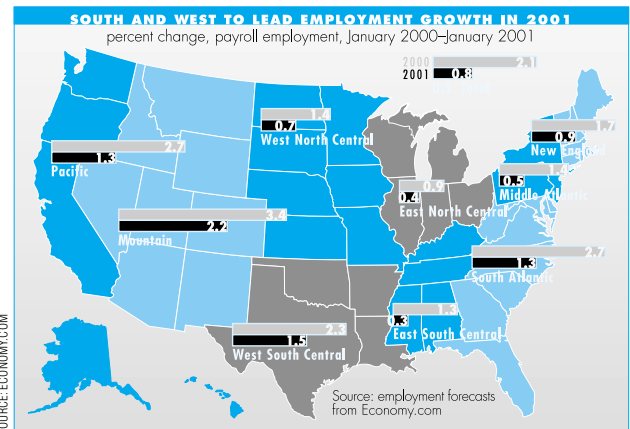 SOUTH AND WEST TO LEAD EMPLOYMENT GROWTH IN 2001
percent change, payroll employment, January 2000–January 2001
2000 2.1
2001 0.8
1.4
0.7
West North Central
1.7
0.9
New England
2.7
1.3
Pacific
1.4
0.5
Middle Atlantic
0.9
0.4
East North Central
3.4
2.2
Mountain
2.7
1.3
South Atlantic
1.3
0.3
East South Central
2.3
1.5
West South Central
Source: employment forecasts
from Economy.com
SOURCE: ECONOMY.COM